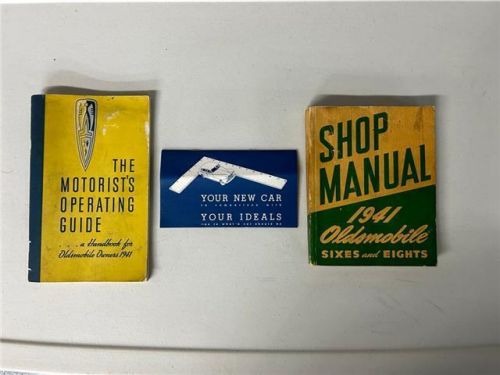 THE
MOTORIST'S
OPERATING
GUIDE
... a Handbook for
Oldsmobile Owners 1941
YOUR NEW CAR
YOUR IDEALS
SHOP
MANUAL
1941
Oldsmobile
SIXES and EIGHTS